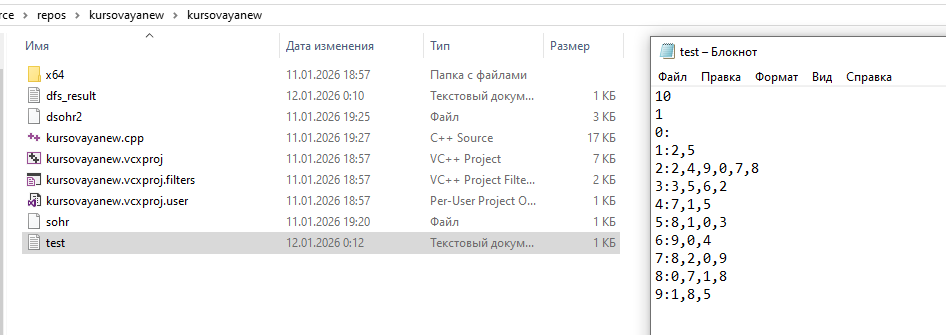 rce > repos > kursovayanew > kursovayanew
Имя Дата изменения Тип Размер
x64 11.01.2026 18:57 Папка с файлами
dfs_result 12.01.2026 0:10 Текстовый докум... 1 КБ
dsohr2 11.01.2026 19:25 Файл 3 КБ
kursovayanew.cpp 11.01.2026 19:27 C++ Source 17 КБ
kursovayanew.vcxproj 11.01.2026 18:57 VC++ Project 7 КБ
kursovayanew.vcxproj.filters 11.01.2026 18:57 VC++ Project Filte... 2 КБ
kursovayanew.vcxproj.user 11.01.2026 18:57 Per-User Project O... 1 КБ
sohr 11.01.2026 19:20 Файл 1 КБ
test 12.01.2026 0:12 Текстовый докум... 1 КБ
test – Блокнот
Файл Правка Формат Вид Справка
10
1
0:
1:2,5
2:2,4,9,0,7,8
3:3,5,6,2
4:7,1,5
5:8,1,0,3
6:9,0,4
7:8,2,0,9
8:0,7,1,8
9:1,8,5